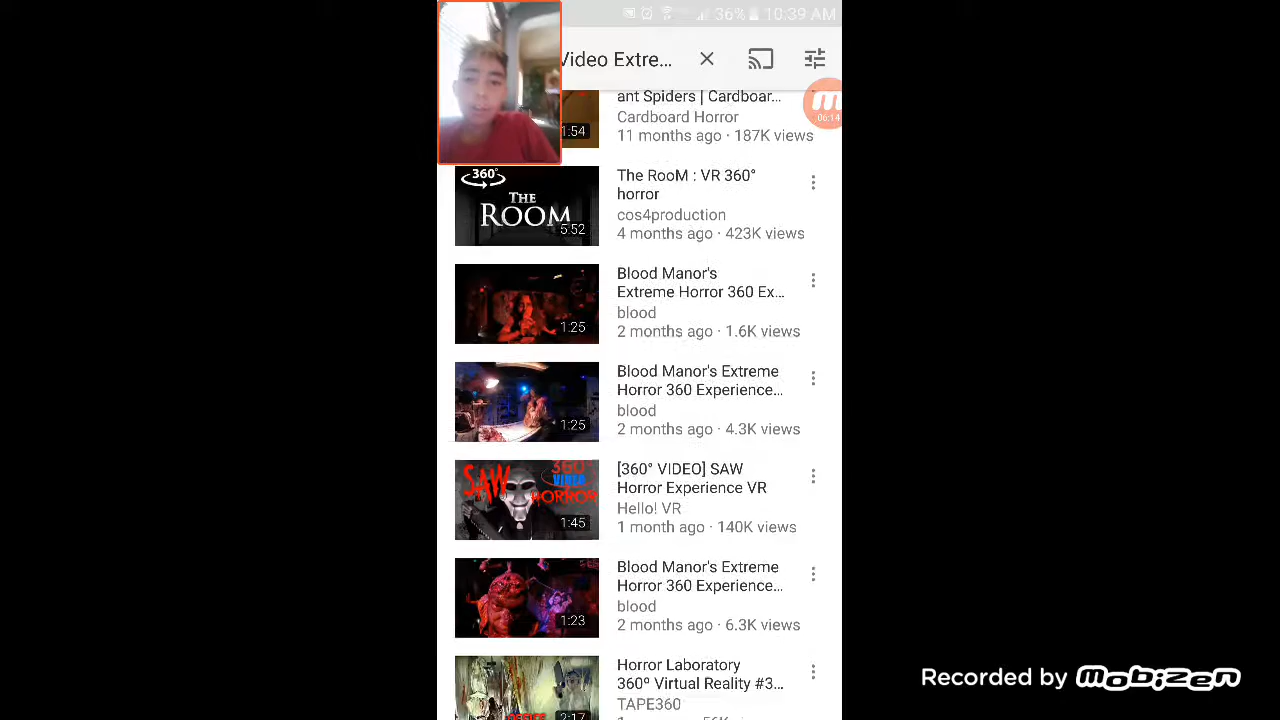 36% 10:39 AM
Video Extre...
ant Spiders | Cardboar...
Cardboard Horror
1:54
11 months ago · 187K views
06:14
360°
THE
ROOM
5:52
The RooM : VR 360°
horror
cos4production
4 months ago · 423K views
1:25
Blood Manor's
Extreme Horror 360 Ex...
blood
2 months ago · 1.6K views
1:25
Blood Manor's Extreme
Horror 360 Experience...
blood
2 months ago · 4.3K views
SAW
360°
VIDEO
HORROR
1:45
[360° VIDEO] SAW
Horror Experience VR
Hello! VR
1 month ago · 140K views
1:23
Blood Manor's Extreme
Horror 360 Experience...
blood
2 months ago · 6.3K views
2:17
Horror Laboratory
360º Virtual Reality #3...
TAPE360
Recorded by mobizen